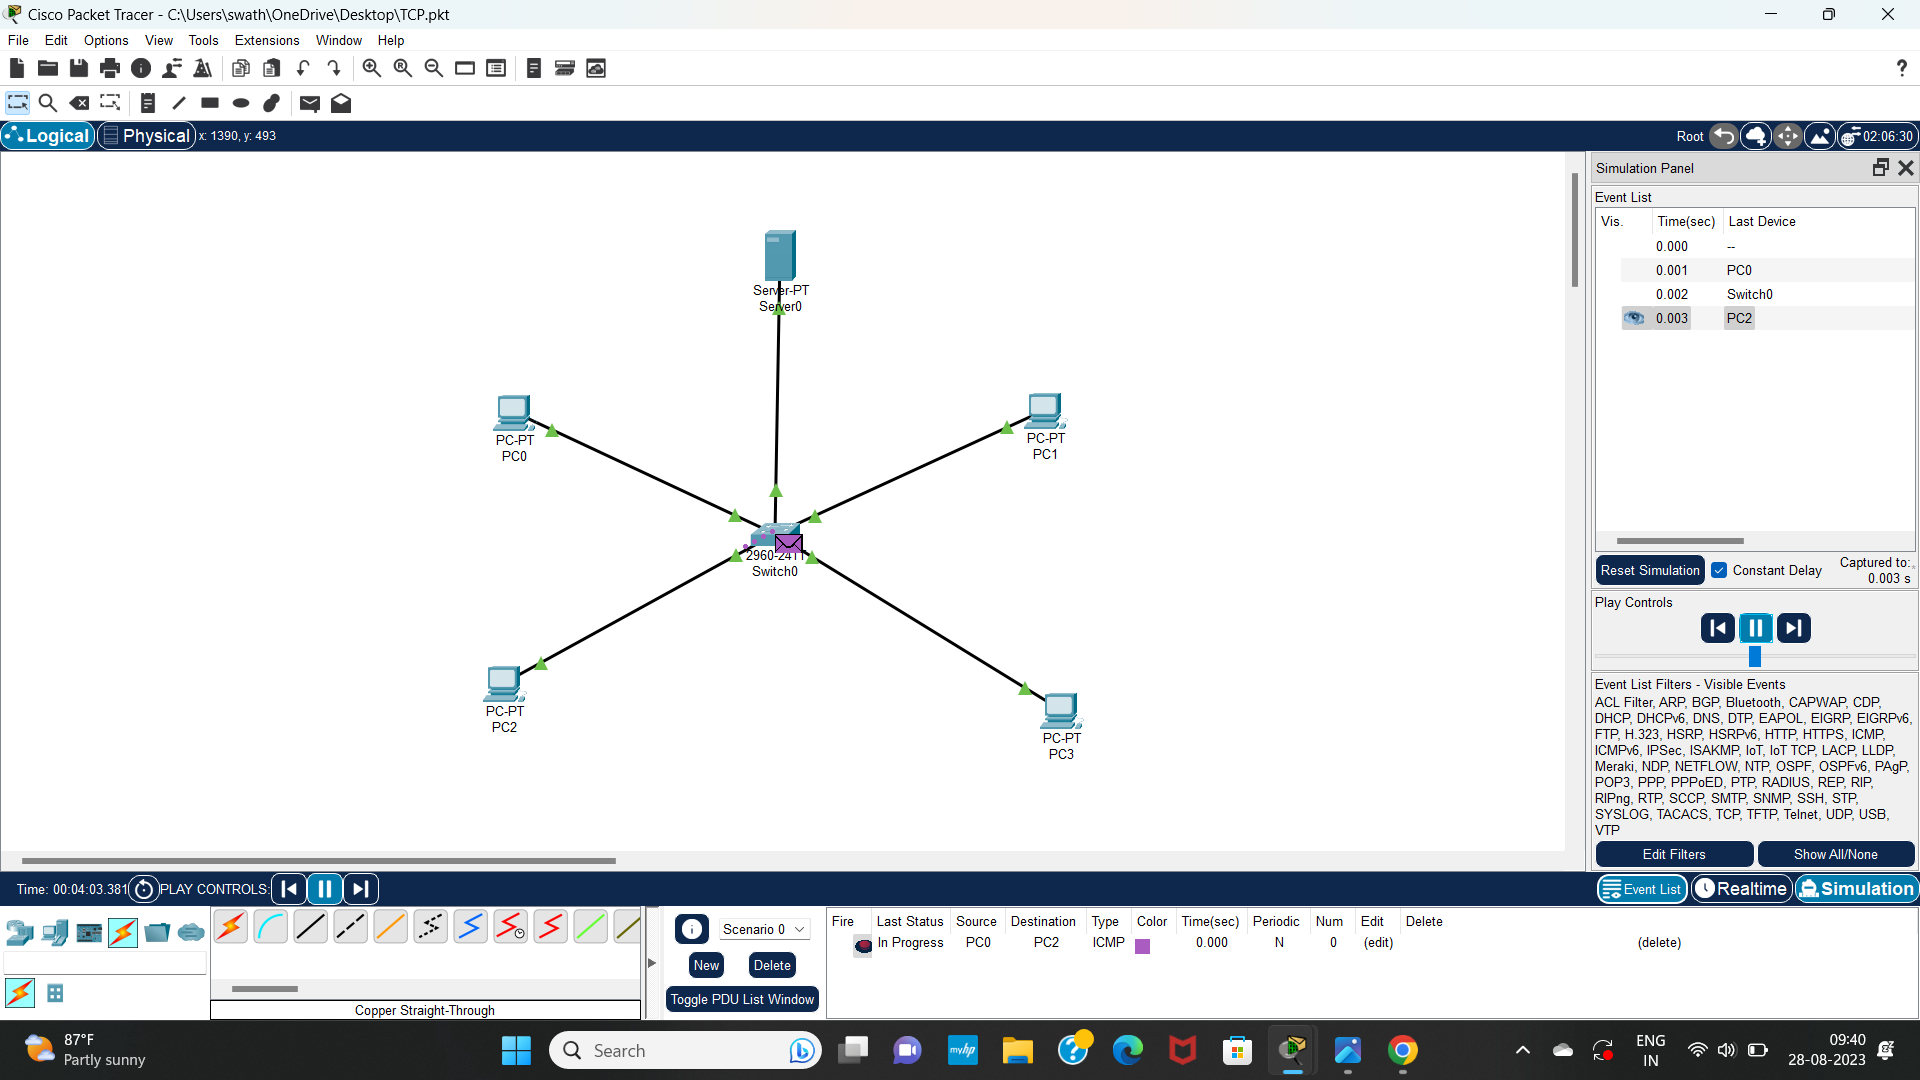 Cisco Packet Tracer - C:\Users\swath\OneDrive\Desktop\TCP.pkt
File Edit Options View Tools Extensions Window Help
?
Logical Physical x: 1390, y: 493
Root 02:06:30
Simulation Panel
Event List
Vis. Time(sec) Last Device
0.000 --
0.001 PC0
0.002 Switch0
0.003 PC2
Server-PT
Server0
PC-PT
PC0
PC-PT
PC1
Switch0
PC-PT
PC2
PC-PT
PC3
Reset Simulation Constant Delay Captured to:
0.003 s
Play Controls
Event List Filters - Visible Events
ACL Filter, ARP, BGP, Bluetooth, CAPWAP, CDP,
DHCP, DHCPv6, DNS, DTP, EAPOL, EIGRP, EIGRPv6,
FTP, H.323, HSRP, HSRPv6, HTTP, HTTPS, ICMP,
ICMPv6, IPSec, ISAKMP, IoT, IoT TCP, LACP, LLDP,
Meraki, NDP, NETFLOW, NTP, OSPF, OSPFv6, PAgP,
POP3, PPP, PPPoED, PTP, RADIUS, REP, RIP,
RIPng, RTP, SCCP, SMTP, SNMP, SSH, STP,
SYSLOG, TACACS, TCP, TFTP, Telnet, UDP, USB,
VTP
Edit Filters Show All/None
Time: 00:04:03.381 PLAY CONTROLS:
Event List Realtime Simulation
Scenario 0
New Delete
Toggle PDU List Window
Fire Last Status Source Destination Type Color Time(sec) Periodic Num Edit Delete
In Progress PC0 PC2 ICMP 0.000 N 0 (edit) (delete)
Copper Straight-Through
87°F
Partly sunny
Search
myhp
ENG
IN
09:40
28-08-2023